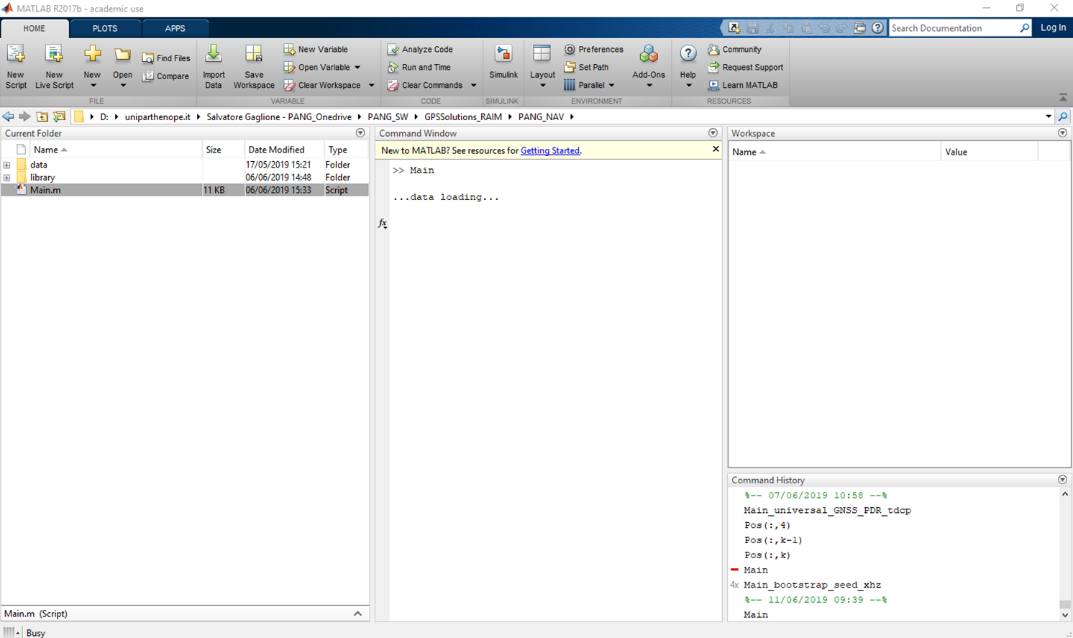 MATLAB R2017b - academic use
HOME PLOTS APPS
Search Documentation Log In
New Script
New Live Script
New
Open
Find Files
Compare
FILE
Import Data
Save Workspace
New Variable
Open Variable
Clear Workspace
VARIABLE
Analyze Code
Run and Time
Clear Commands
CODE
Simulink
SIMULINK
Layout
Preferences
Set Path
Parallel
Add-Ons
ENVIRONMENT
Help
Community
Request Support
Learn MATLAB
RESOURCES
D: uniparthenope.it Salvatore Gaglione - PANG_Onedrive PANG_SW GPSSolutions_RAIM PANG_NAV
Current Folder
Name Size Date Modified Type
data 17/05/2019 15:21 Folder
library 06/06/2019 14:48 Folder
Main.m 11 KB 06/06/2019 15:33 Script
Main.m (Script)
Command Window
New to MATLAB? See resources for Getting Started.
>> Main
...data loading...
fx
Workspace
Name Value
Command History
%-- 07/06/2019 10:58 --%
Main_universal_GNSS_PDR_tdcp
Pos(:,4)
Pos(:,k-1)
Pos(:,k)
Main
4x Main_bootstrap_seed_xhz
%-- 11/06/2019 09:39 --%
Main
Busy